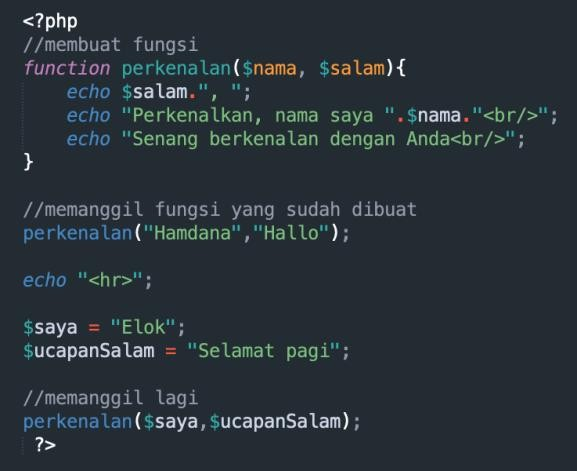 <?php
//membuat fungsi
function perkenalan($nama, $salam){
    echo $salam.", ";
    echo "Perkenalkan, nama saya ".$nama."<br/>";
    echo "Senang berkenalan dengan Anda<br/>";
}

//memanggil fungsi yang sudah dibuat
perkenalan("Hamdana","Hallo");

echo "<hr>";

$saya = "Elok";
$ucapanSalam = "Selamat pagi";

//memanggil lagi
perkenalan($saya,$ucapanSalam);
 ?>